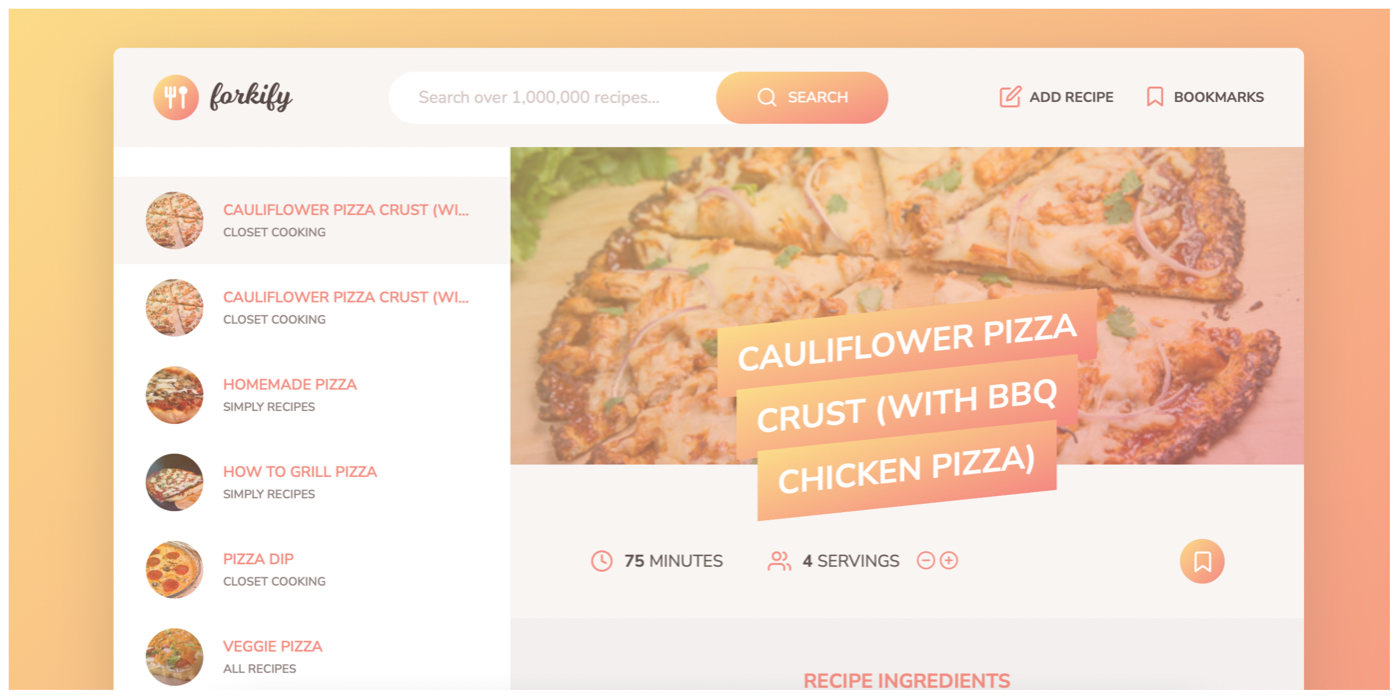 forkify
Search over 1,000,000 recipes...
SEARCH
ADD RECIPE
BOOKMARKS
CAULIFLOWER PIZZA CRUST (WI...
CLOSET COOKING
CAULIFLOWER PIZZA CRUST (WI...
CLOSET COOKING
HOMEMADE PIZZA
SIMPLY RECIPES
HOW TO GRILL PIZZA
SIMPLY RECIPES
PIZZA DIP
CLOSET COOKING
VEGGIE PIZZA
ALL RECIPES
CAULIFLOWER PIZZA
CRUST (WITH BBQ
CHICKEN PIZZA)
75 MINUTES
4 SERVINGS
RECIPE INGREDIENTS